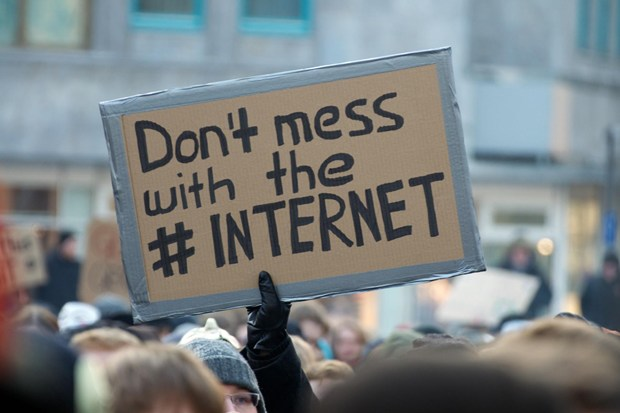 Don't mess
with the
# INTERNET